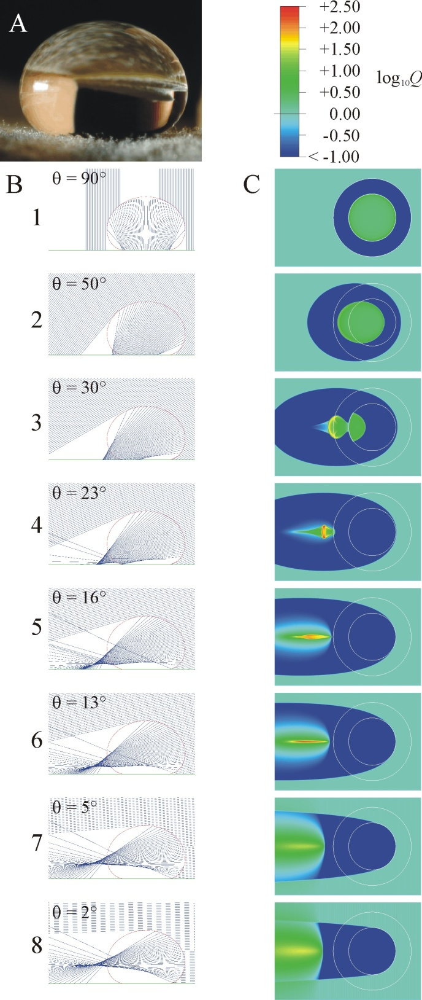 A
+2.50
+2.00
+1.50
+1.00
+0.50
0.00
-0.50
< -1.00
log₁₀Q
B
C
1
θ = 90°
2
θ = 50°
3
θ = 30°
4
θ = 23°
5
θ = 16°
6
θ = 13°
7
θ = 5°
8
θ = 2°